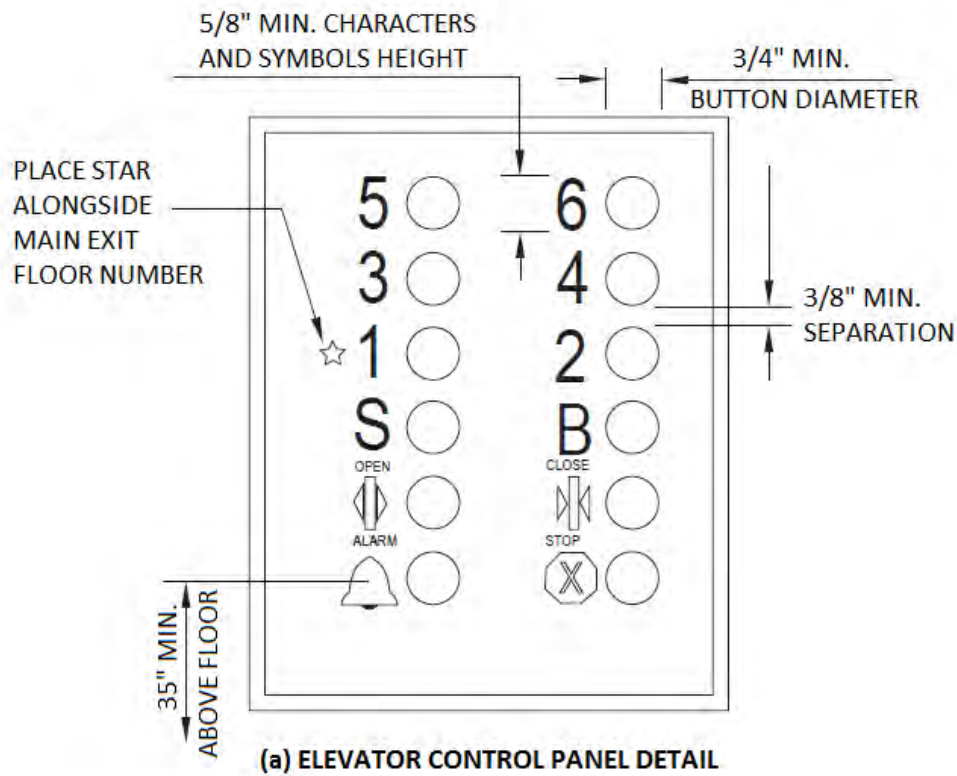 5/8" MIN. CHARACTERS
AND SYMBOLS HEIGHT
3/4" MIN.
BUTTON DIAMETER
PLACE STAR
ALONGSIDE
MAIN EXIT
FLOOR NUMBER
5 6
3 4
3/8" MIN.
SEPARATION
1 2
S B
OPEN CLOSE
ALARM STOP
X
35" MIN.
ABOVE FLOOR
(a) ELEVATOR CONTROL PANEL DETAIL